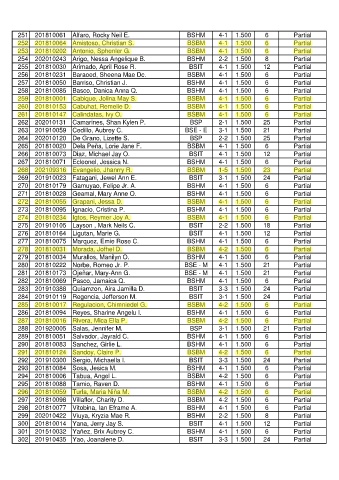 251 201810061 Alfaro, Rocky Neil E. BSHM 4-1 1.500 6 Partial
252 201810064 Amistoso, Christian S. BSBM 4-1 1.500 6 Partial
253 201810202 Antonio, Sphenter G. BSBM 4-1 1.500 6 Partial
254 202010243 Arigo, Nessa Angelique B. BSHM 2-2 1.500 8 Partial
255 201810030 Arimado, April Rose R. BSIT 4-1 1.500 12 Partial
256 201810231 Baraood, Sheena Mae Dc. BSBM 4-1 1.500 6 Partial
257 201810050 Barriso, Christian J. BSHM 4-1 1.500 6 Partial
258 201810085 Basco, Danica Anna Q. BSHM 4-1 1.500 6 Partial
259 201810001 Cabique, Jolina May S. BSBM 4-1 1.500 6 Partial
260 201810153 Cabuhat, Remelie D. BSBM 4-1 1.500 6 Partial
261 201810147 Calindatas, Ivy O. BSBM 4-1 1.500 6 Partial
262 202010131 Camarines, Shan Kylen P. BSP 2-1 1.500 25 Partial
263 201910059 Cedillo, Aubrey C. BSE - E 3-1 1.500 21 Partial
264 202010120 De Grano, Lizette S. BSP 2-2 1.500 25 Partial
265 201810020 Dela Peña, Lorie Jane F. BSBM 4-1 1.500 6 Partial
266 201810073 Diaz, Michael Jay O. BSIT 4-1 1.500 12 Partial
267 201810071 Ecleonel, Jessica N. BSHM 4-1 1.500 6 Partial
268 202109316 Evangelio, Jhanrry R. BSBM 1-5 1.500 23 Partial
269 201910023 Fatagani, Jewel Ann E. BSIT 3-1 1.500 24 Partial
270 201810179 Gamuyao, Felipe Jr. A. BSHM 4-1 1.500 6 Partial
271 201810028 Geamal, Mary Anne O. BSHM 4-1 1.500 6 Partial
272 201810055 Grapani, Jessa D. BSBM 4-1 1.500 6 Partial
273 201810095 Ignacio, Cristina P. BSHM 4-1 1.500 6 Partial
274 201810234 Igtos, Reymer Joy A. BSBM 4-1 1.500 6 Partial
275 201910105 Layson, Mark Neils C. BSIT 2-2 1.500 18 Partial
276 201810164 Ligutan, Marie G. BSIT 4-1 1.500 12 Partial
277 201810075 Marquez, Emie Rose C. BSHM 4-1 1.500 6 Partial
278 201810031 Morada, Jothel D. BSBM 4-2 1.500 6 Partial
279 201810034 Murallos, Marilyn O. BSHM 4-1 1.500 6 Partial
280 201810222 Norbe, Romeo Jr. P. BSE - M 4-1 1.500 21 Partial
281 201810173 Ojeñar, Mary-Ann G. BSE - M 4-1 1.500 21 Partial
282 201810069 Pasco, Jamaica Q. BSHM 4-1 1.500 6 Partial
283 201910388 Quiamzon, Aira Jamilla D. BSIT 3-3 1.500 24 Partial
284 201910119 Regencia, Jefferson M. BSIT 3-1 1.500 24 Partial
285 201810017 Regulacion, Chimniedel G. BSBM 4-2 1.500 6 Partial
286 201810094 Reyes, Sharine Angelu I. BSHM 4-1 1.500 6 Partial
287 201810016 Rivera, Mica Ella P. BSBM 4-2 1.500 6 Partial
288 201920005 Salas, Jennifer M. BSP 3-1 1.500 21 Partial
289 201810051 Salvador, Jayraid C. BSHM 4-1 1.500 6 Partial
290 201810083 Sanchez, Girlie L. BSHM 4-1 1.500 6 Partial
291 201810124 Sandoy, Claire P. BSBM 4-2 1.500 6 Partial
292 201910300 Sergio, Michaella I. BSIT 3-3 1.500 24 Partial
293 201810084 Sosa, Jesica M. BSHM 4-1 1.500 6 Partial
294 201810006 Tabus, Angel L. BSBM 4-2 1.500 6 Partial
295 201810088 Tamio, Raven D. BSHM 4-1 1.500 6 Partial
296 201810059 Turla, Maria Niña M. BSBM 4-2 1.500 6 Partial
297 201810096 Villaflor, Charity D. BSBM 4-2 1.500 6 Partial
298 201810077 Vitobina, Ian Eframe A. BSHM 4-1 1.500 6 Partial
299 202010422 Viuya, Kryzia Mae R. BSHM 2-2 1.500 8 Partial
300 201800014 Yana, Jerry Jay S. BSIT 4-1 1.500 12 Partial
301 201510032 Yañez, Brix Aubrey C. BSHM 4-1 1.500 6 Partial
302 201910435 Yao, Joanalene D. BSIT 3-3 1.500 24 Partial